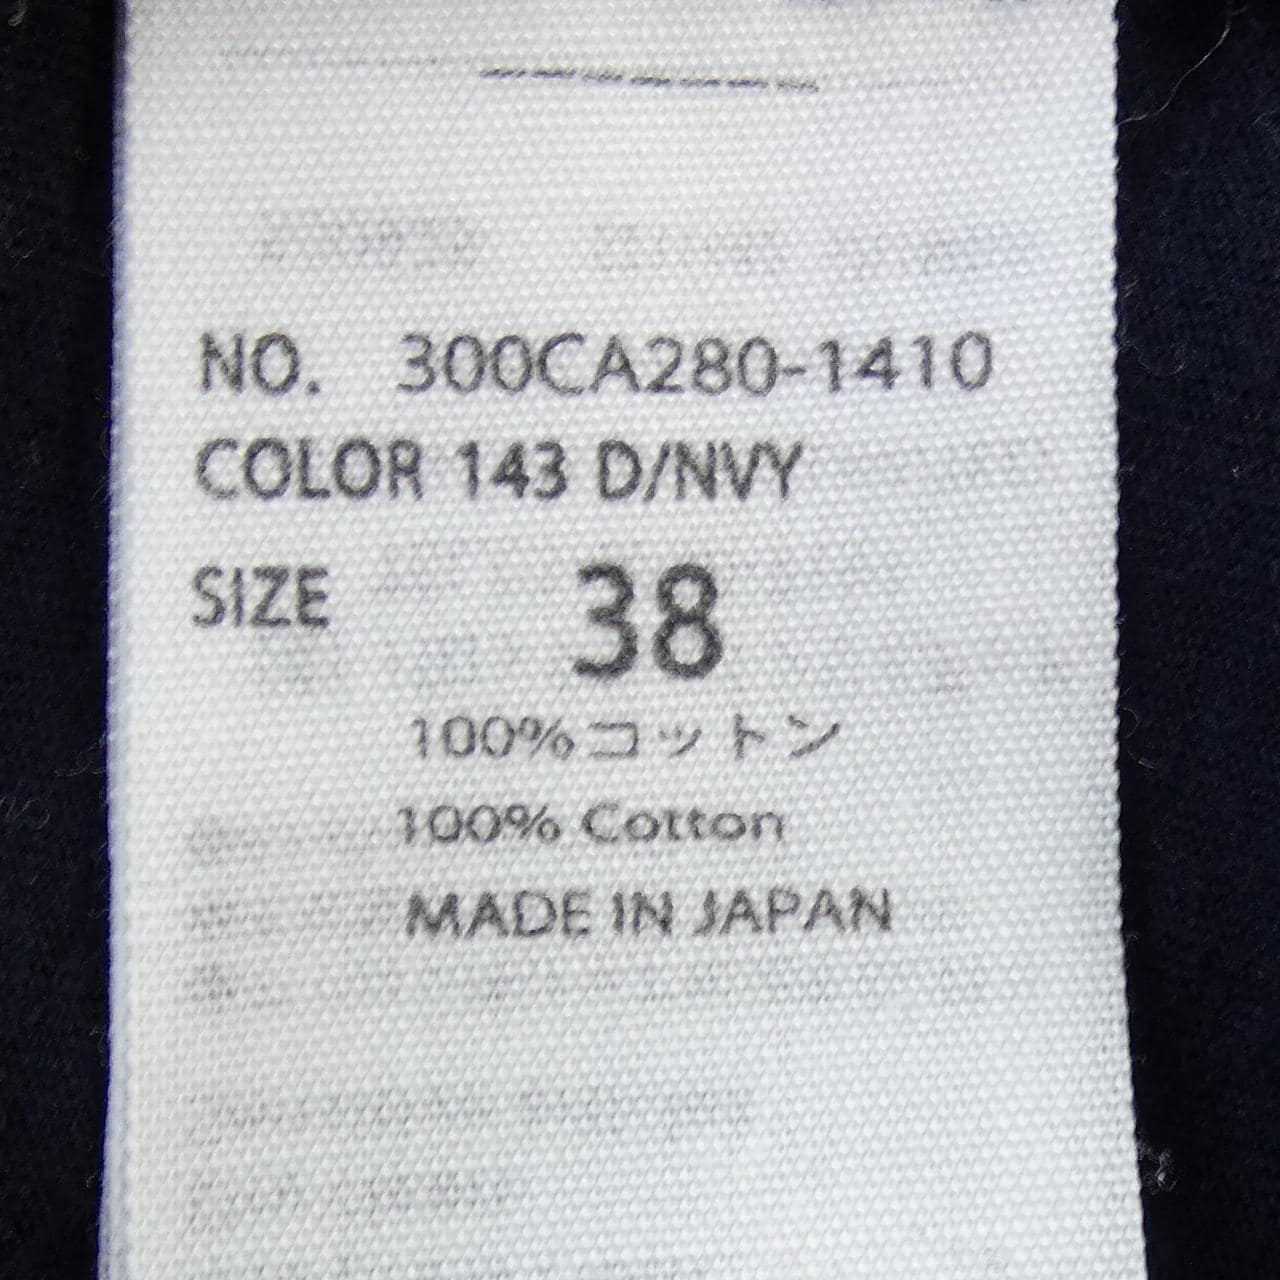 NO. 300CA280-1410
COLOR 143 D/NVY
SIZE 38
100%コットン
100% Cotton
MADE IN JAPAN